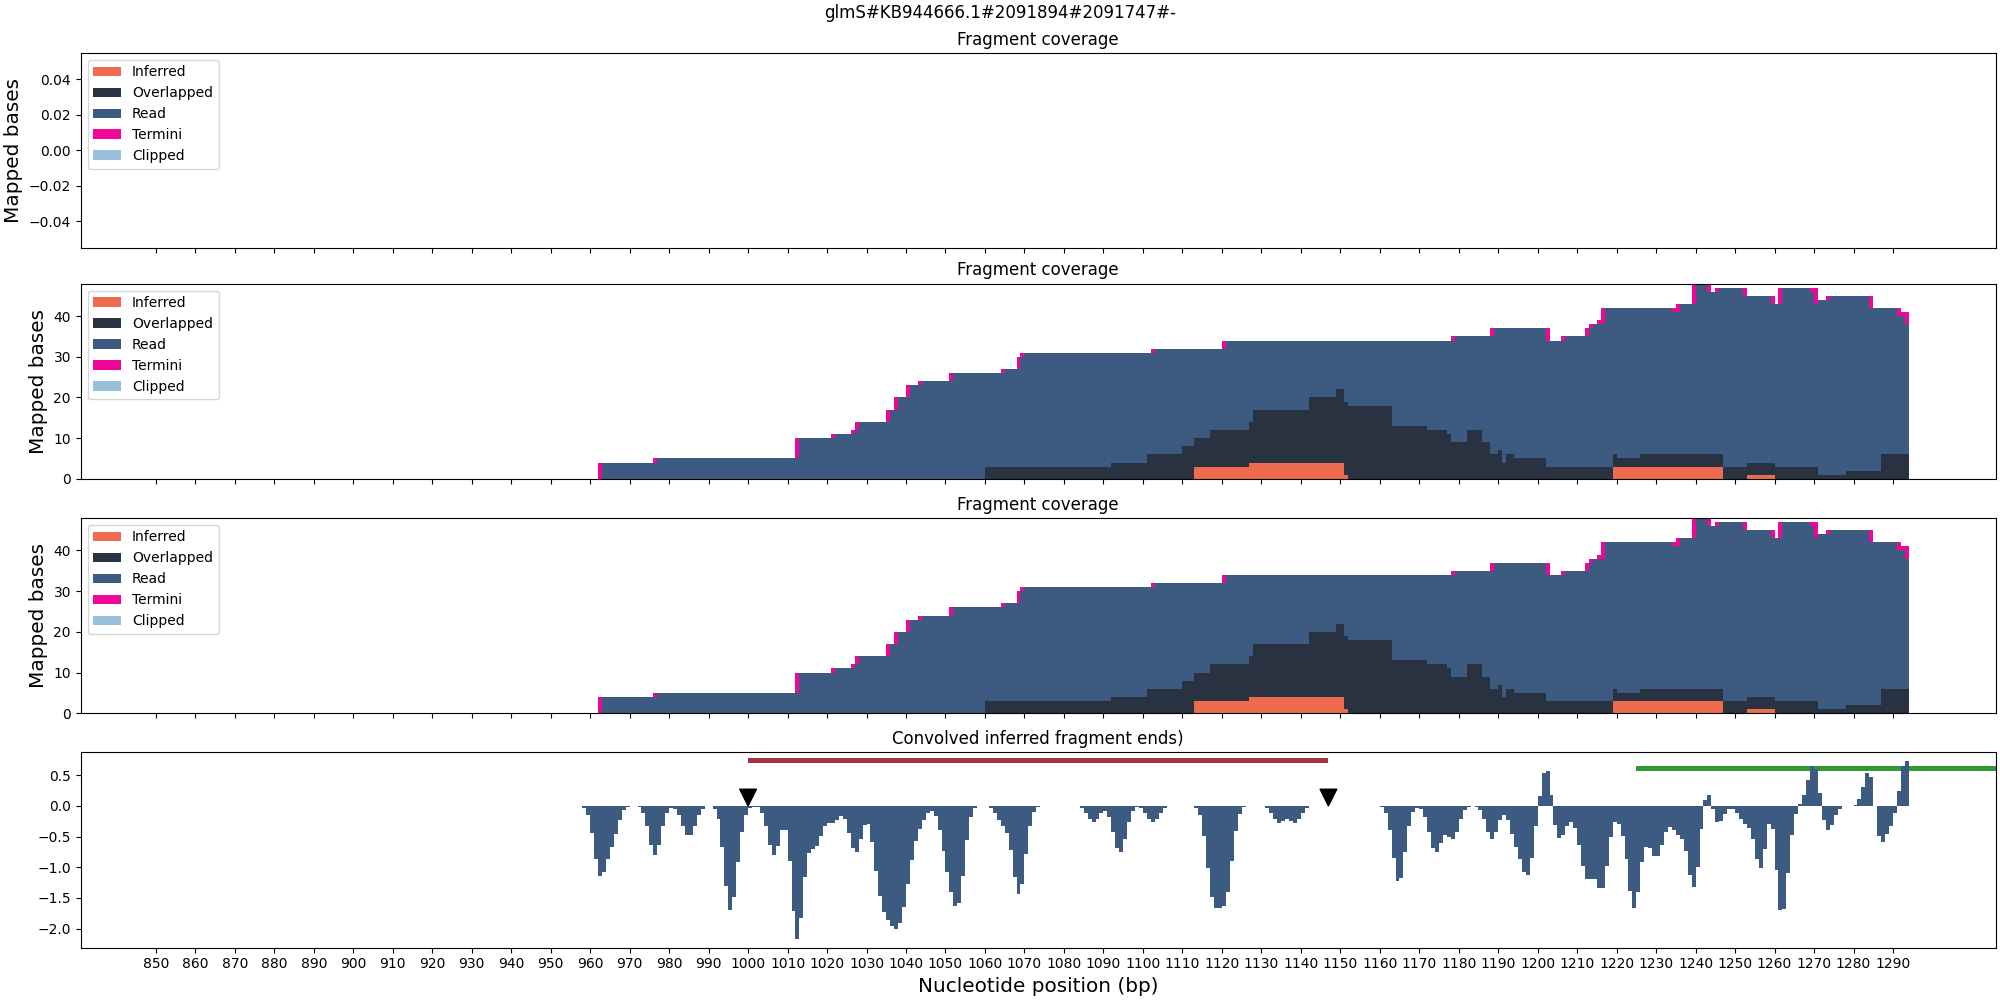 glmS#KB944666.1#2091894#2091747#-
Fragment coverage
Mapped bases
0.04
0.02
0.00
−0.02
−0.04
Inferred
Overlapped
Read
Termini
Clipped
Fragment coverage
Mapped bases
40
30
20
10
0
Inferred
Overlapped
Read
Termini
Clipped
Fragment coverage
Mapped bases
40
30
20
10
0
Inferred
Overlapped
Read
Termini
Clipped
Convolved inferred fragment ends)
0.5
0.0
−0.5
−1.0
−1.5
−2.0
850 860 870 880 890 900 910 920 930 940 950 960 970 980 990 1000 1010 1020 1030 1040 1050 1060 1070 1080 1090 1100 1110 1120 1130 1140 1150 1160 1170 1180 1190 1200 1210 1220 1230 1240 1250 1260 1270 1280 1290
Nucleotide position (bp)